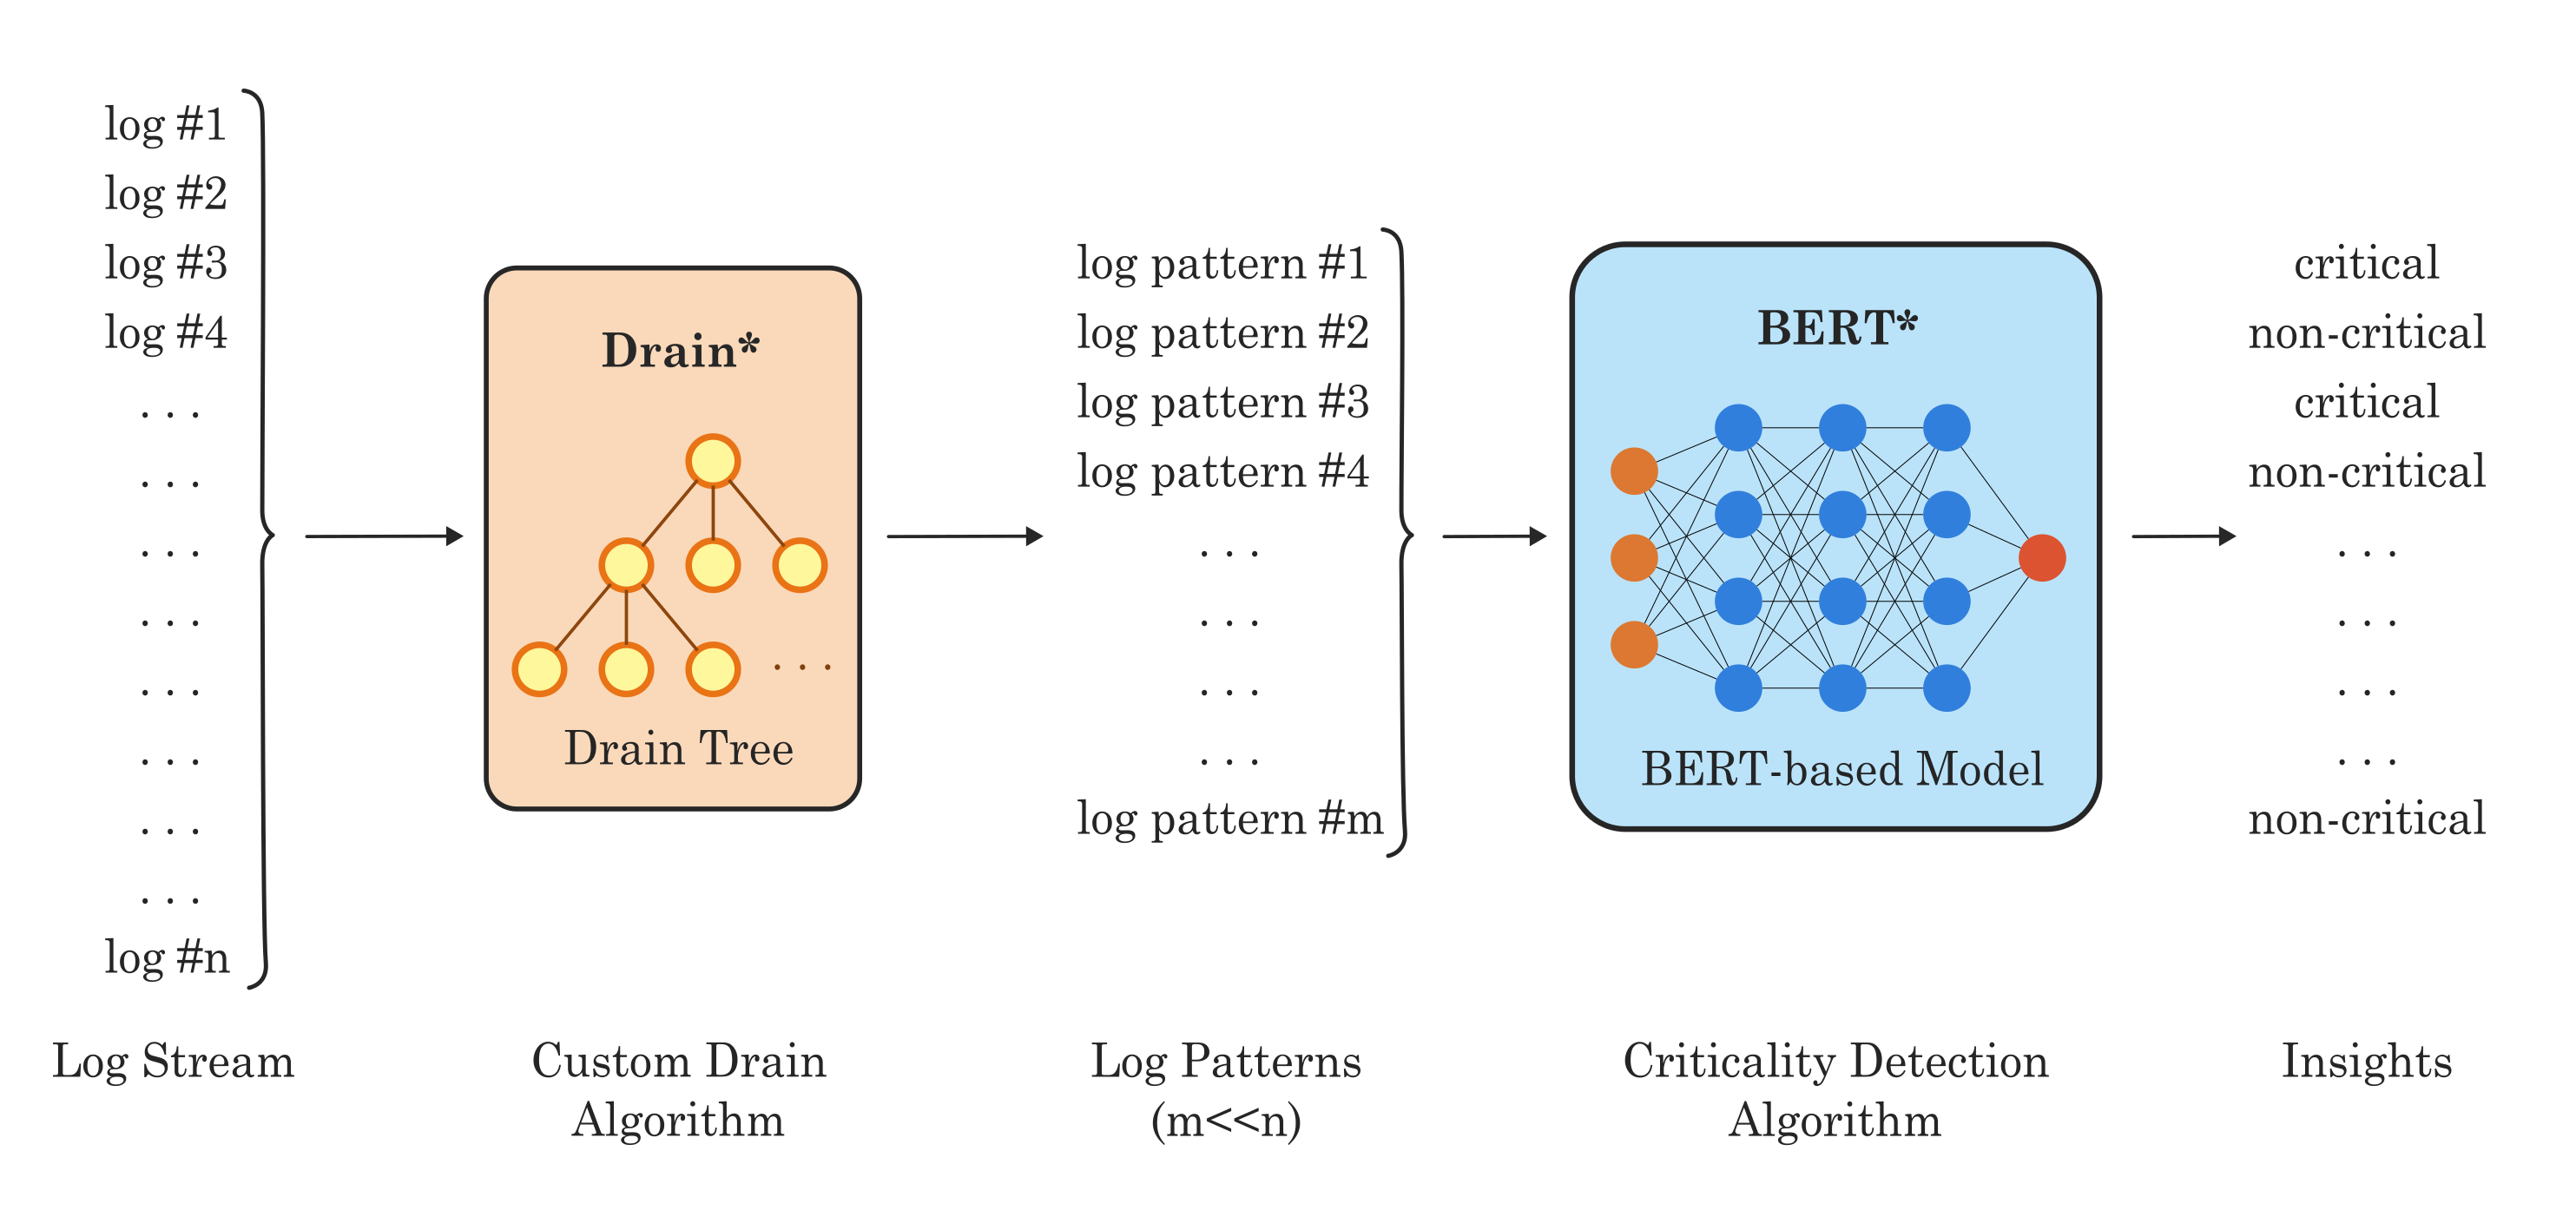 log #1
log #2
log #3
log #4
. . .
. . .
. . .
. . .
. . .
. . .
. . .
. . .
log #n
Log Stream
Drain*
. . .
Drain Tree
Custom Drain
Algorithm
log pattern #1
log pattern #2
log pattern #3
log pattern #4
. . .
. . .
. . .
. . .
log pattern #m
Log Patterns
(m<<n)
BERT*
BERT-based Model
Criticality Detection
Algorithm
critical
non-critical
critical
non-critical
. . .
. . .
. . .
. . .
non-critical
Insights